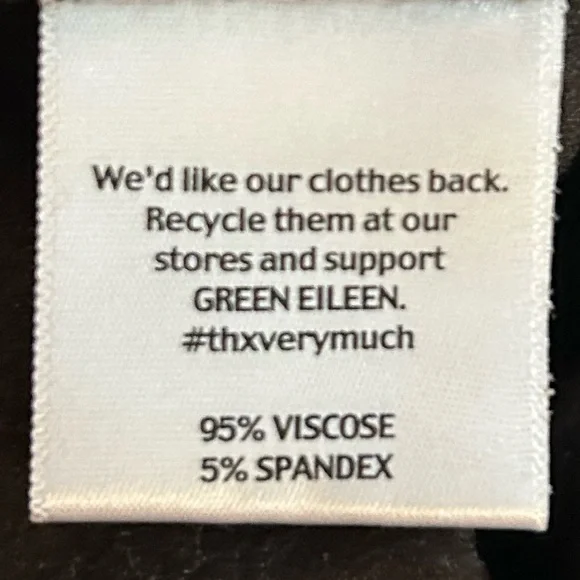 We'd like our clothes back.
Recycle them at our
stores and support
GREEN EILEEN.
#thxverymuch
95% VISCOSE
5% SPANDEX